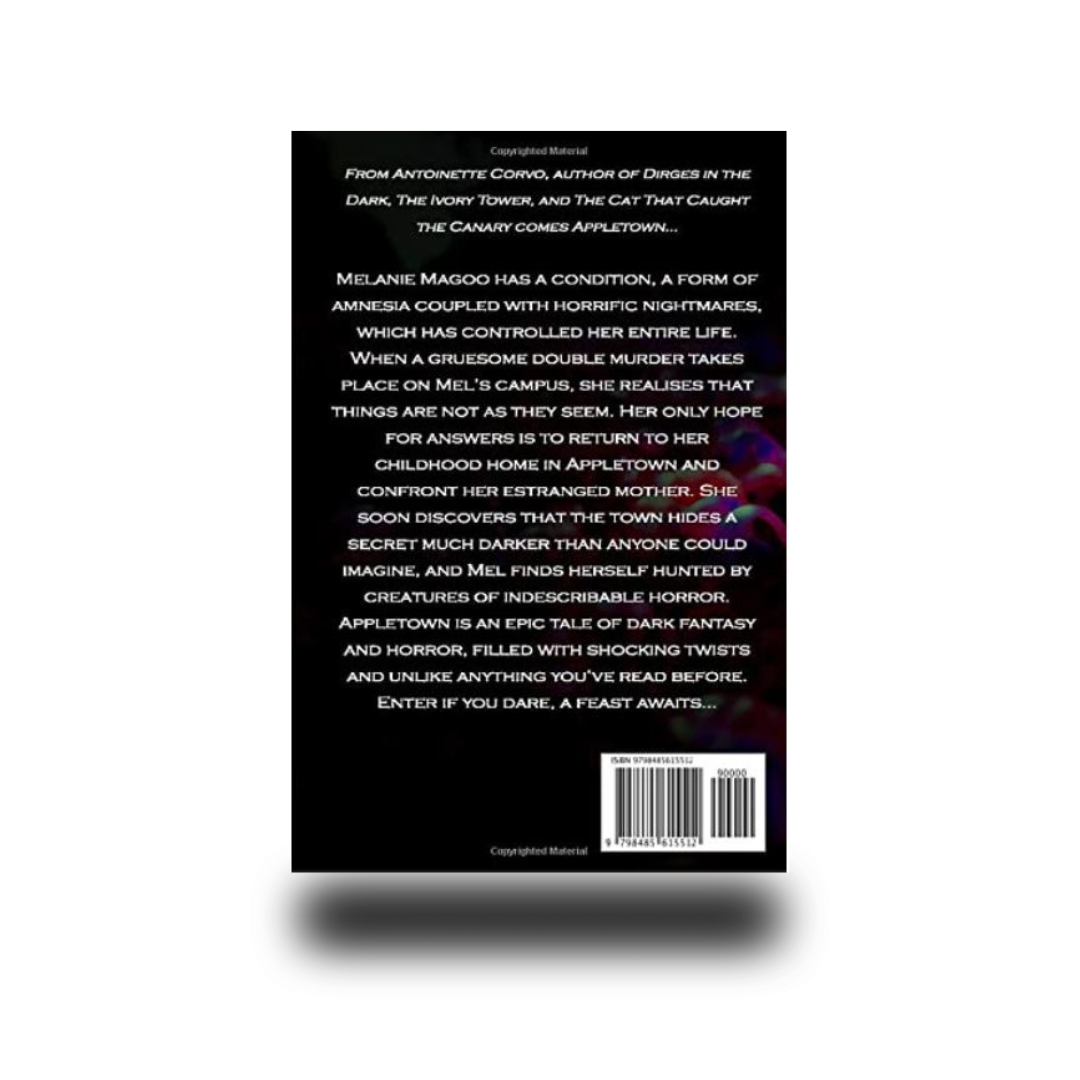 Copyrighted Material
From Antoinette Corvo, author of Dirges in the
Dark, The Ivory Tower, and The Cat That Caught
the Canary comes Appletown...
Melanie Magoo has a condition, a form of
amnesia coupled with horrific nightmares,
which has controlled her entire life.
When a gruesome double murder takes
place on Mel's campus, she realises that
things are not as they seem. Her only hope
for answers is to return to her
childhood home in Appletown and
confront her estranged mother. She
soon discovers that the town hides a
secret much darker than anyone could
imagine, and Mel finds herself hunted by
creatures of indescribable horror.
Appletown is an epic tale of dark fantasy
and horror, filled with shocking twists
and unlike anything you've read before.
Enter if you dare, a feast awaits...
ISBN 9798485615512
90000
9 798485 615512
Copyrighted Material